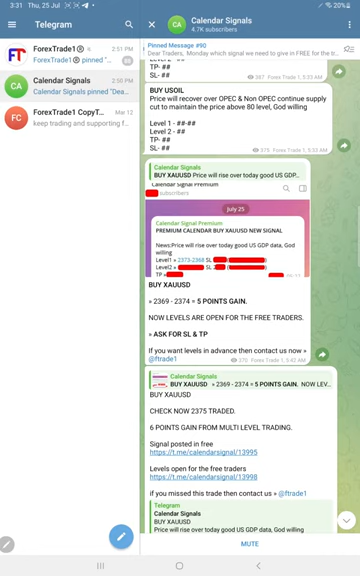 3:31 Thu, 25 Jul
20%
Telegram
Calendar Signals
4.7K subscribers
ForexTrade1
2:51 PM
ForexTrade1 pinned "
Calendar Signals
2:50 PM
Calendar Signals pinned "Dea...
ForexTrade1 CopyT...
Mar 12
keep trading and supporting f...
CA
FC
Pinned Message #90
Dear Traders, Monday which signal we need to give in FREE for the tr...
Level 2 - ##
TP- ##
SL- ##
387 Forex Trade 1, 5:33 AM
BUY USOIL
Price will recover over OPEC & Non OPEC continue supply
cut to maintain the price above 80 level, God willing
Level 1 - ##-##
Level 2 - ##
TP- ##
SL- ##
375 Forex Trade 1, 5:33 AM
Calendar Signals
BUY XAUUSD Price will rise over today good US GDP...
Calendar Signal Premium
subscribers
July 25
Calendar Signal Premium
PREMIUM CALENDAR BUY XAUUSD NEW SIGNAL
News:Price will rise over today good US GDP data, God
willing
Level1 » 2373-2368 SL
Level2 » SL
TP »
BUY XAUUSD
» 2369 - 2374 = 5 POINTS GAIN.
NOW LEVELS ARE OPEN FOR THE FREE TRADERS.
» ASK FOR SL & TP
If you want levels in advance then contact us now »
@ftrade1
370 Forex Trade 1, 5:42 AM
Calendar Signals
BUY XAUUSD » 2369 - 2374 = 5 POINTS GAIN. NOW LEV...
BUY XAUUSD
CHECK NOW 2375 TRADED.
6 POINTS GAIN FROM MULTI LEVEL TRADING.
Signal posted in free
https://t.me/calendarsignal/13995
Levels open for the free traders
https://t.me/calendarsignal/13998
if you missed this trade then contact us » @ftrade1
Telegram
Calendar Signals
BUY XAUUSD
Price will rise over today good US GDP data, God willing
MUTE